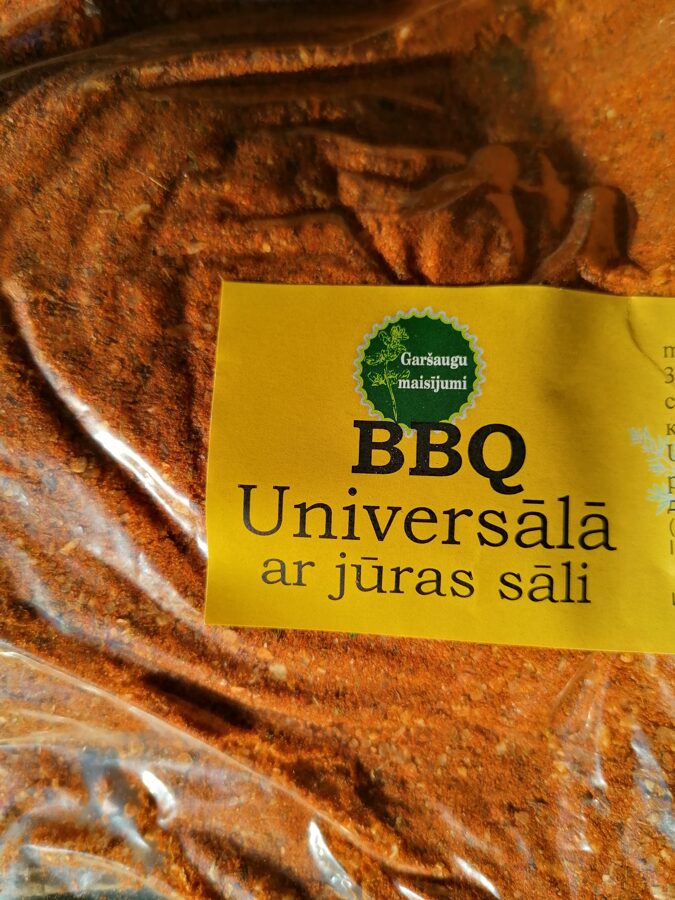 Garšaugu
maisījumi
BBQ
Universālā
ar jūras sāli